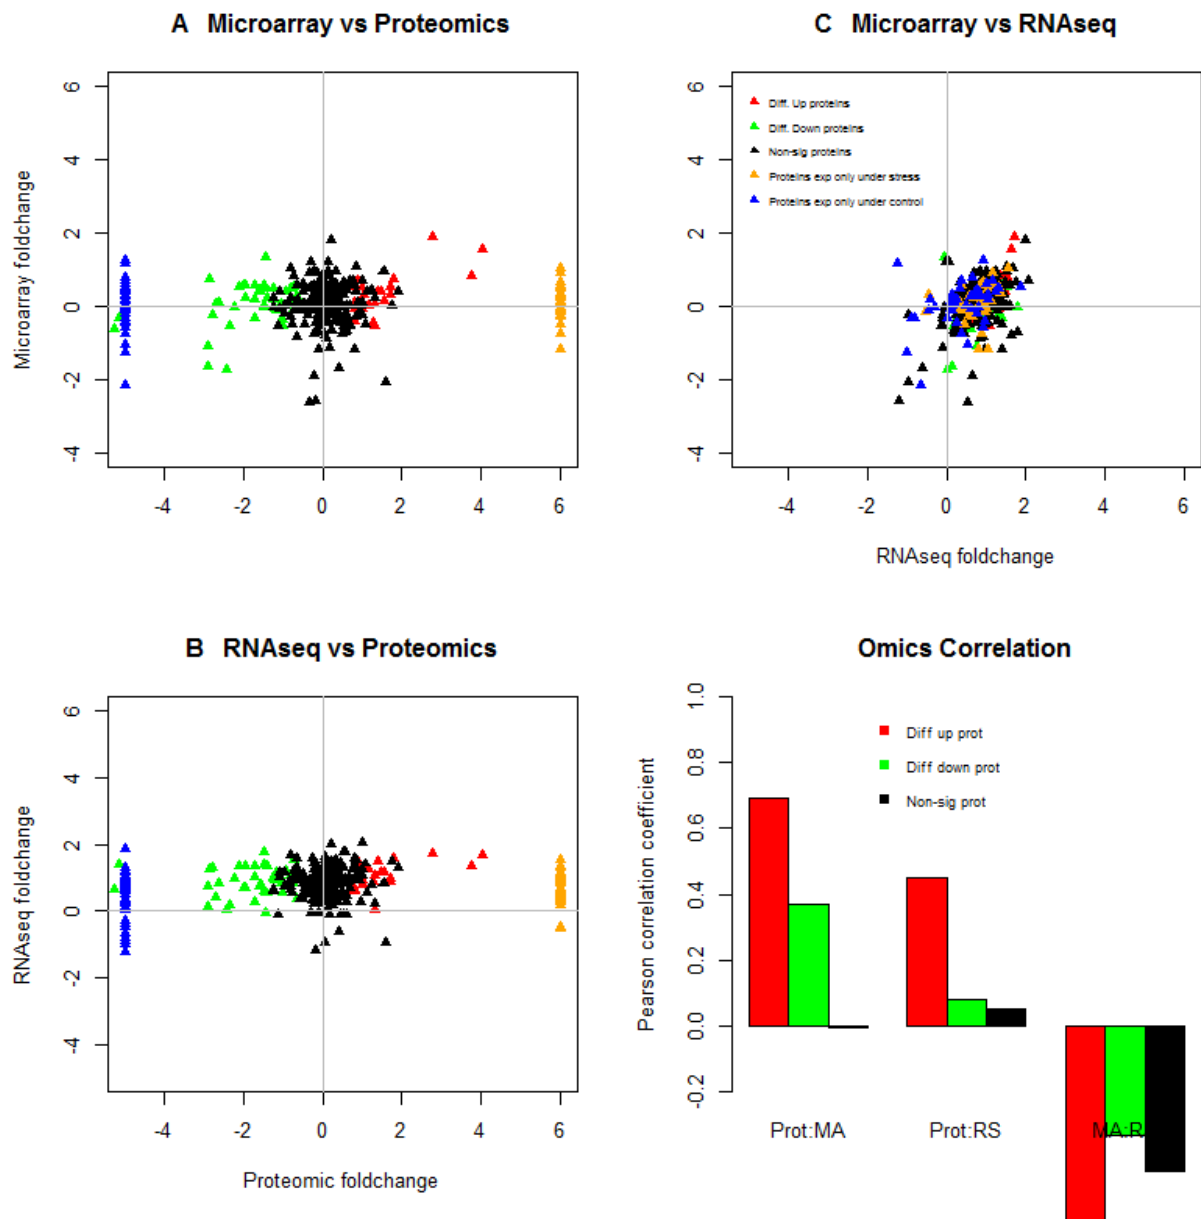 A Microarray vs Proteomics
6
4
2
0
-2
-4
Microarray foldchange
-4
-2
0
2
4
6
C Microarray vs RNAseq
6
4
2
0
-2
-4
Diff. Up proteins
Diff. Down proteins
Non-sig proteins
Proteins exp only under stress
Proteins exp only under control
-4
-2
0
2
4
6
RNAseq foldchange
B RNAseq vs Proteomics
6
4
2
0
-2
-4
RNAseq foldchange
-4
-2
0
2
4
6
Proteomic foldchange
Omics Correlation
1.0
0.8
0.6
0.4
0.2
0.0
-0.2
Pearson correlation coefficient
Diff up prot
Diff down prot
Non-sig prot
Prot:MA
Prot:RS